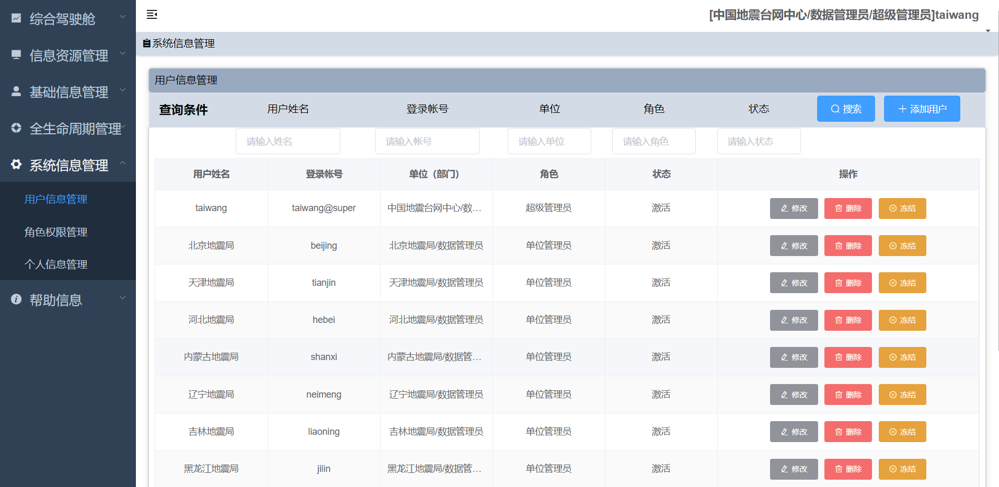 综合驾驶舱
信息资源管理
基础信息管理
全生命周期管理
系统信息管理
用户信息管理
角色权限管理
个人信息管理
帮助信息
[中国地震台网中心/数据管理员/超级管理员]taiwang
系统信息管理
用户信息管理
查询条件 用户姓名 登录帐号 单位 角色 状态 搜索 添加用户
请输入姓名 请输入帐号 请输入单位 请输入角色 请输入状态
用户姓名 登录帐号 单位（部门） 角色 状态 操作
taiwang taiwang@super 中国地震台网中心/数... 超级管理员 激活 修改 删除 冻结
北京地震局 beijing 北京地震局/数据管理员 单位管理员 激活 修改 删除 冻结
天津地震局 tianjin 天津地震局/数据管理员 单位管理员 激活 修改 删除 冻结
河北地震局 hebei 河北地震局/数据管理员 单位管理员 激活 修改 删除 冻结
内蒙古地震局 shanxi 内蒙古地震局/数据管... 单位管理员 激活 修改 删除 冻结
辽宁地震局 neimeng 辽宁地震局/数据管理员 单位管理员 激活 修改 删除 冻结
吉林地震局 liaoning 吉林地震局/数据管理员 单位管理员 激活 修改 删除 冻结
黑龙江地震局 jilin 黑龙江地震局/数据管... 单位管理员 激活 修改 删除 冻结